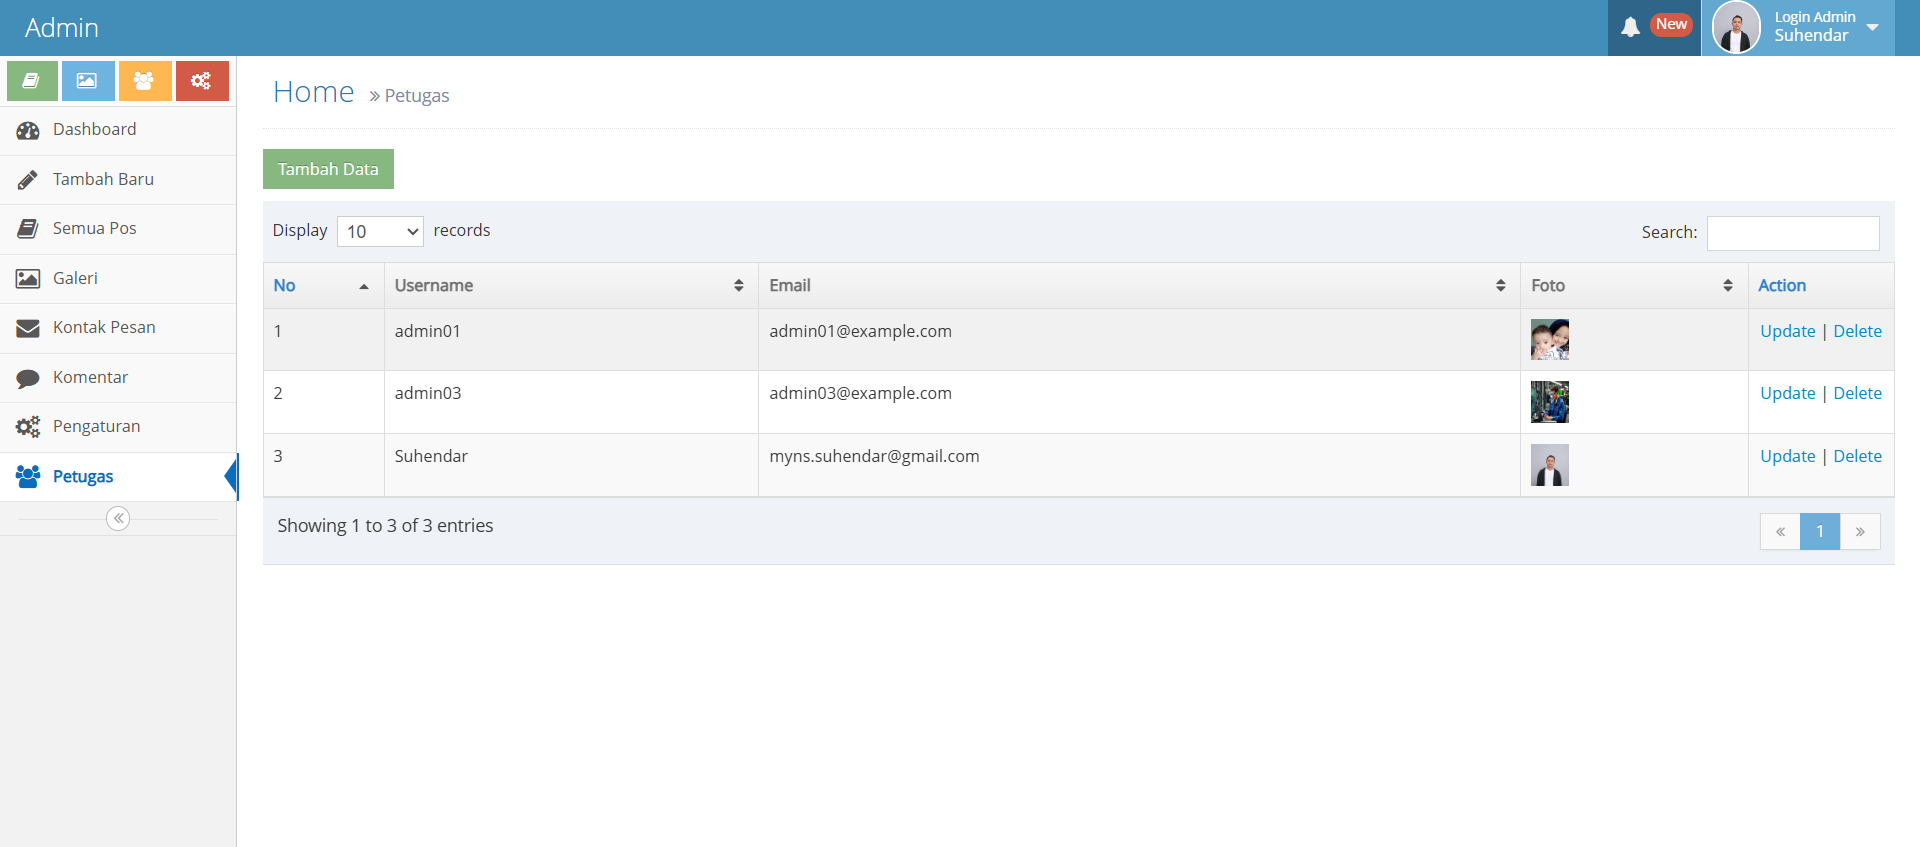 Admin
New
Login Admin
Suhendar
Dashboard
Tambah Baru
Semua Pos
Galeri
Kontak Pesan
Komentar
Pengaturan
Petugas
Home » Petugas
Tambah Data
Display 10 records
Search:
No Username Email Foto Action
1 admin01 admin01@example.com Update | Delete
2 admin03 admin03@example.com Update | Delete
3 Suhendar myns.suhendar@gmail.com Update | Delete
Showing 1 to 3 of 3 entries
« 1 »